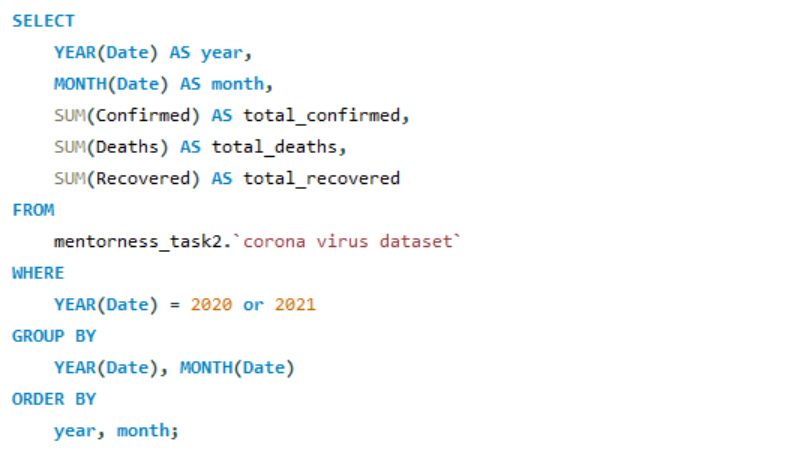 SELECT
YEAR(Date) AS year,
MONTH(Date) AS month,
SUM(Confirmed) AS total_confirmed,
SUM(Deaths) AS total_deaths,
SUM(Recovered) AS total_recovered
FROM
mentorness_task2.`corona virus dataset`
WHERE
YEAR(Date) = 2020 or 2021
GROUP BY
YEAR(Date), MONTH(Date)
ORDER BY
year, month;